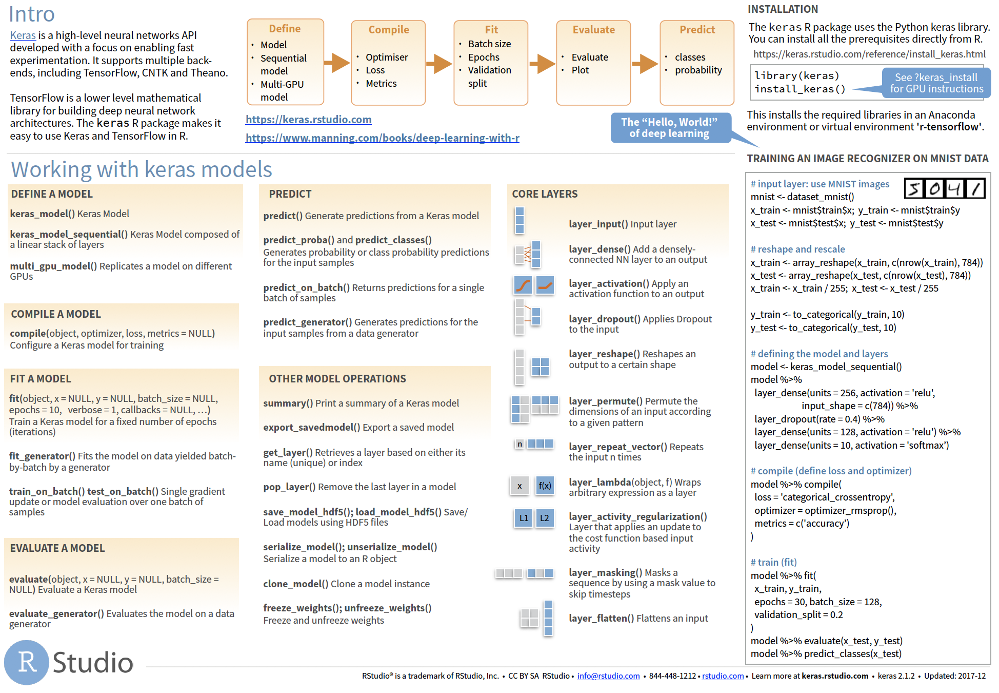 Intro
Keras is a high-level neural networks API
developed with a focus on enabling fast
experimentation. It supports multiple back-
ends, including TensorFlow, CNTK and Theano.
TensorFlow is a lower level mathematical
library for building deep neural network
architectures. The keras R package makes it
easy to use Keras and TensorFlow in R.
Define
• Model
• Sequential
model
• Multi-GPU
model
Compile
• Optimiser
• Loss
• Metrics
Fit
• Batch size
• Epochs
• Validation
split
Evaluate
• Evaluate
• Plot
Predict
• classes
• probability
https://keras.rstudio.com
https://www.manning.com/books/deep-learning-with-r
The “Hello, World!”
of deep learning
INSTALLATION
The keras R package uses the Python keras library.
You can install all the prerequisites directly from R.
https://keras.rstudio.com/reference/install_keras.html
library(keras)
install_keras()
See ?keras_install
for GPU instructions
This installs the required libraries in an Anaconda
environment or virtual environment 'r-tensorflow'.
Working with keras models
DEFINE A MODEL
keras_model() Keras Model
keras_model_sequential() Keras Model composed of
a linear stack of layers
multi_gpu_model() Replicates a model on different
GPUs
COMPILE A MODEL
compile(object, optimizer, loss, metrics = NULL)
Configure a Keras model for training
FIT A MODEL
fit(object, x = NULL, y = NULL, batch_size = NULL,
epochs = 10, verbose = 1, callbacks = NULL, …)
Train a Keras model for a fixed number of epochs
(iterations)
fit_generator() Fits the model on data yielded batch-
by-batch by a generator
train_on_batch() test_on_batch() Single gradient
update or model evaluation over one batch of
samples
EVALUATE A MODEL
evaluate(object, x = NULL, y = NULL, batch_size =
NULL) Evaluate a Keras model
evaluate_generator() Evaluates the model on a data
generator
PREDICT
predict() Generate predictions from a Keras model
predict_proba() and predict_classes()
Generates probability or class probability predictions
for the input samples
predict_on_batch() Returns predictions for a single
batch of samples
predict_generator() Generates predictions for the
input samples from a data generator
OTHER MODEL OPERATIONS
summary() Print a summary of a Keras model
export_savedmodel() Export a saved model
get_layer() Retrieves a layer based on either its
name (unique) or index
pop_layer() Remove the last layer in a model
save_model_hdf5(); load_model_hdf5() Save/
Load models using HDF5 files
serialize_model(); unserialize_model()
Serialize a model to an R object
clone_model() Clone a model instance
freeze_weights(); unfreeze_weights()
Freeze and unfreeze weights
CORE LAYERS
layer_input() Input layer
layer_dense() Add a densely-
connected NN layer to an output
layer_activation() Apply an
activation function to an output
layer_dropout() Applies Dropout
to the input
layer_reshape() Reshapes an
output to a certain shape
layer_permute() Permute the
dimensions of an input according
to a given pattern
n
layer_repeat_vector() Repeats
the input n times
x f(x)
layer_lambda(object, f) Wraps
arbitrary expression as a layer
L1 L2
layer_activity_regularization()
Layer that applies an update to
the cost function based input
activity
layer_masking() Masks a
sequence by using a mask value to
skip timesteps
layer_flatten() Flattens an input
TRAINING AN IMAGE RECOGNIZER ON MNIST DATA
# input layer: use MNIST images
5 0 4 1
mnist <- dataset_mnist()
x_train <- mnist$train$x; y_train <- mnist$train$y
x_test <- mnist$test$x; y_test <- mnist$test$y
# reshape and rescale
x_train <- array_reshape(x_train, c(nrow(x_train), 784))
x_test <- array_reshape(x_test, c(nrow(x_test), 784))
x_train <- x_train / 255; x_test <- x_test / 255
y_train <- to_categorical(y_train, 10)
y_test <- to_categorical(y_test, 10)
# defining the model and layers
model <- keras_model_sequential()
model %>%
layer_dense(units = 256, activation = 'relu',
input_shape = c(784)) %>%
layer_dropout(rate = 0.4) %>%
layer_dense(units = 128, activation = 'relu') %>%
layer_dense(units = 10, activation = 'softmax’)
# compile (define loss and optimizer)
model %>% compile(
loss = 'categorical_crossentropy',
optimizer = optimizer_rmsprop(),
metrics = c('accuracy’)
)
# train (fit)
model %>% fit(
x_train, y_train,
epochs = 30, batch_size = 128,
validation_split = 0.2
)
model %>% evaluate(x_test, y_test)
model %>% predict_classes(x_test)
R Studio
RStudio® is a trademark of RStudio, Inc. • CC BY SA RStudio • info@rstudio.com • 844-448-1212 • rstudio.com • Learn more at keras.rstudio.com • keras 2.1.2 • Updated: 2017-12